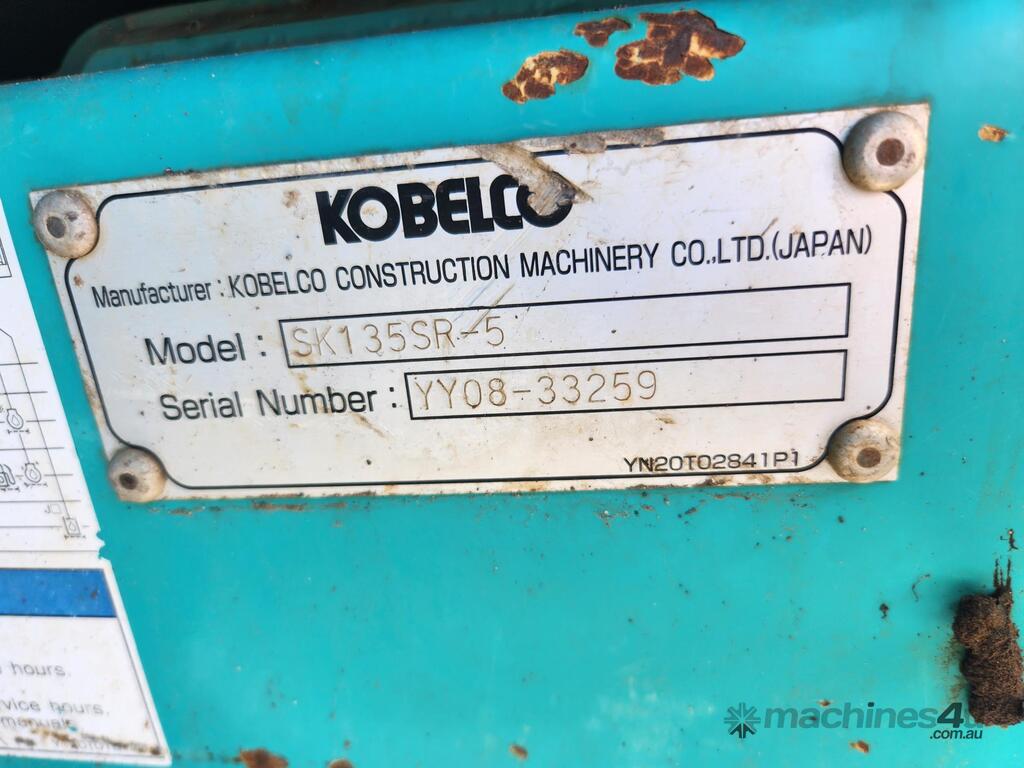 KOBELCO
Manufacturer : KOBELCO CONSTRUCTION MACHINERY CO.,LTD.(JAPAN)
Model : SK135SR-5
Serial Number : YY08-33259
YN20T02841P1
hours.
vice hours.
manuals
machines4u
.com.au